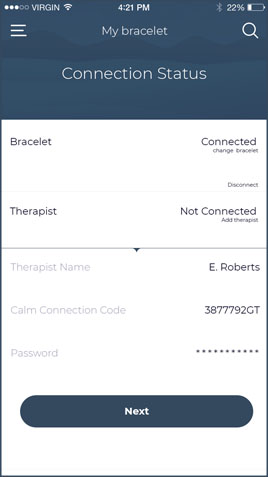 VIRGIN 4:21 PM 22%
My bracelet
Connection Status
Bracelet Connected
change bracelet
Disconnect
Therapist Not Connected
Add therapist
Therapist Name E. Roberts
Calm Connection Code 3877792GT
Password ***********
Next